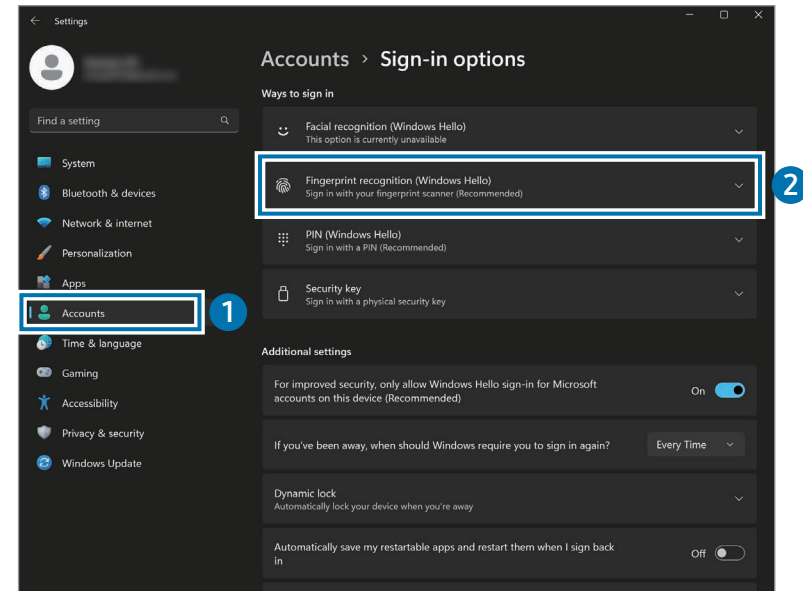 Settings
Accounts > Sign-in options
Ways to sign in
Find a setting
Facial recognition (Windows Hello)
This option is currently unavailable
System
Fingerprint recognition (Windows Hello)
Sign in with your fingerprint scanner (Recommended)
2
Bluetooth & devices
Network & internet
PIN (Windows Hello)
Sign in with a PIN (Recommended)
Personalization
Apps
Security key
Sign in with a physical security key
Accounts
1
Time & language
Additional settings
Gaming
For improved security, only allow Windows Hello sign-in for Microsoft
accounts on this device (Recommended)
On
Accessibility
Privacy & security
If you've been away, when should Windows require you to sign in again?
Every Time
Windows Update
Dynamic lock
Automatically lock your device when you're away
Automatically save my restartable apps and restart them when I sign back
in
Off